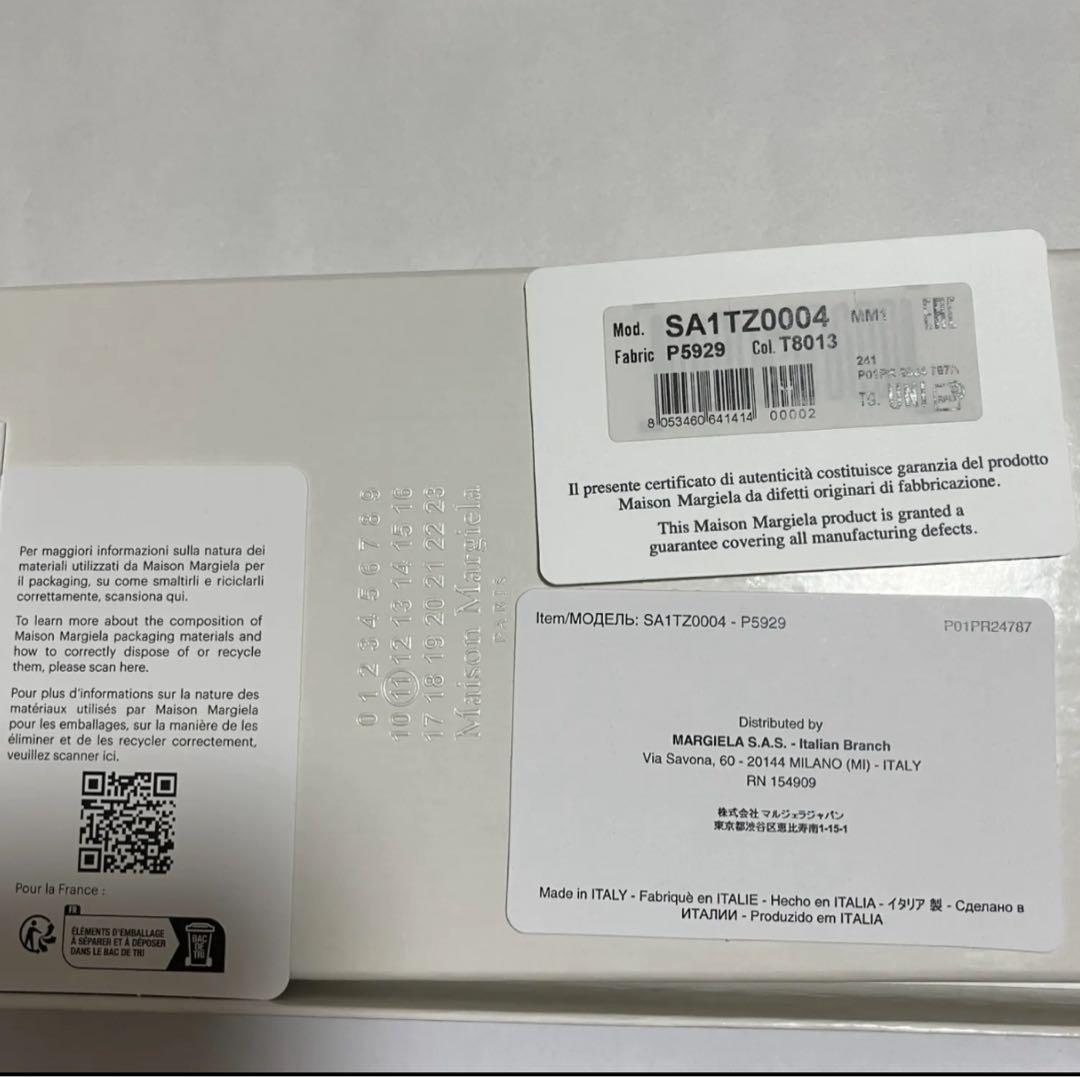 Mod. SA1TZ0004 MM1
Fabric P5929 Col. T8013
241
8 053460 641414 00002
TG. UNI
Il presente certificato di autenticità costituisce garanzia del prodotto
Maison Margiela da difetti originari di fabbricazione.
This Maison Margiela product is granted a
guarantee covering all manufacturing defects.
Per maggiori informazioni sulla natura dei
materiali utilizzati da Maison Margiela per
il packaging, su come smaltirli e riciclarli
correttamente, scansiona qui.
To learn more about the composition of
Maison Margiela packaging materials and
how to correctly dispose of or recycle
them, please scan here.
Pour plus d'informations sur la nature des
matériaux utilisés par Maison Margiela
pour les emballages, sur la manière de les
éliminer et de les recycler correctement,
veuillez scanner ici.
Pour la France :
FR
ÉLÉMENTS D'EMBALLAGE
À SÉPARER ET À DÉPOSER
DANS LE BAC DE TRI
BAC
DE
TRI
0 1 2 3 4 5 6 7 8 9
10 11 12 13 14 15 16
17 18 19 20 21 22 23
Maison Margiela
PARIS
Item/МОДЕЛЬ: SA1TZ0004 - P5929
P01PR24787
Distributed by
MARGIELA S.A.S. - Italian Branch
Via Savona, 60 - 20144 MILANO (MI) - ITALY
RN 154909
株式会社 マルジェラジャパン
東京都渋谷区恵比寿南1-15-1
Made in ITALY - Fabriquè en ITALIE - Hecho en ITALIA - イタリア 製 - Сделано в
ИТАЛИИ - Produzido em ITALIA